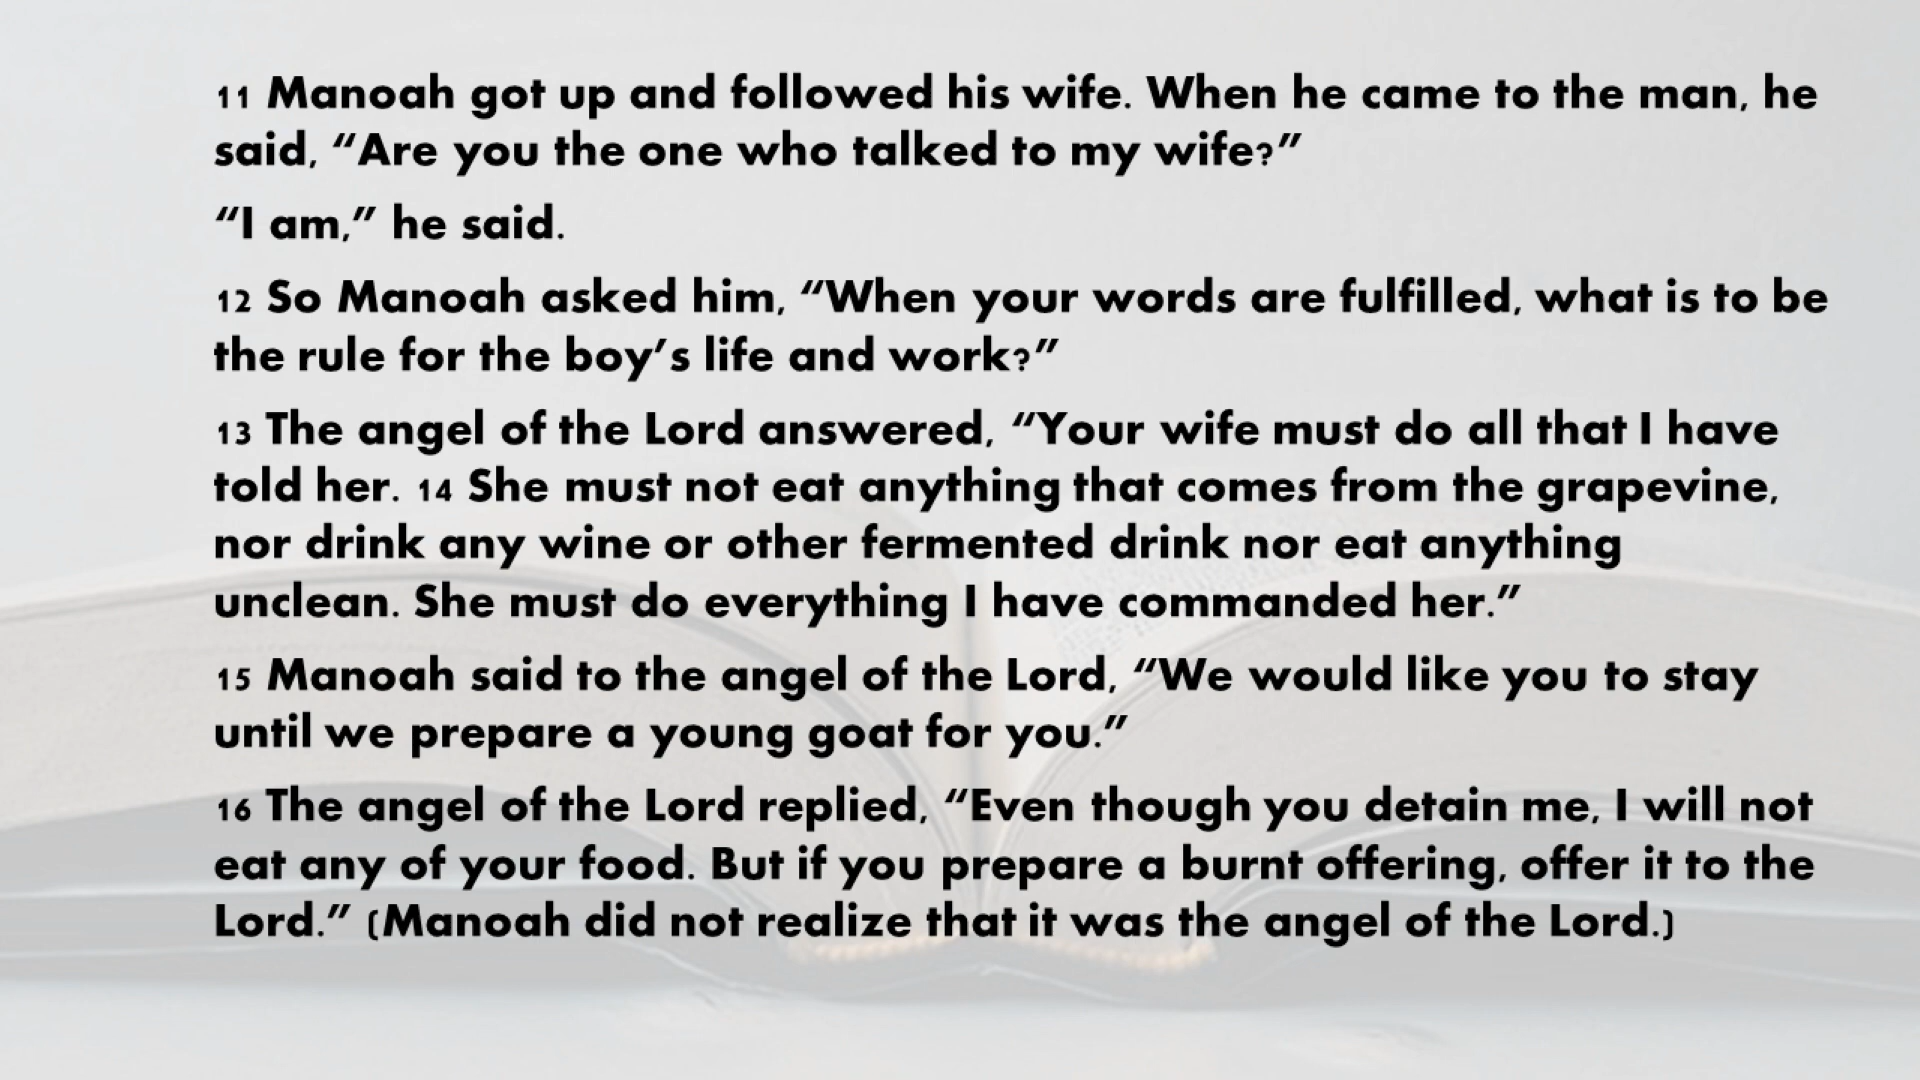 11 Manoah got up and followed his wife. When he came to the man, he
said, “Are you the one who talked to my wife?”
“I am,” he said.
12 So Manoah asked him, “When your words are fulfilled, what is to be
the rule for the boy’s life and work?”
13 The angel of the Lord answered, “Your wife must do all that I have
told her. 14 She must not eat anything that comes from the grapevine,
nor drink any wine or other fermented drink nor eat anything
unclean. She must do everything I have commanded her.”
15 Manoah said to the angel of the Lord, “We would like you to stay
until we prepare a young goat for you.”
16 The angel of the Lord replied, “Even though you detain me, I will not
eat any of your food. But if you prepare a burnt offering, offer it to the
Lord.” (Manoah did not realize that it was the angel of the Lord.)